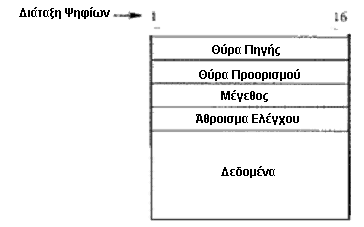 Διάταξη Ψηφίων 1 16
Θύρα Πηγής
Θύρα Προορισμού
Μέγεθος
Άθροισμα Ελέγχου
Δεδομένα